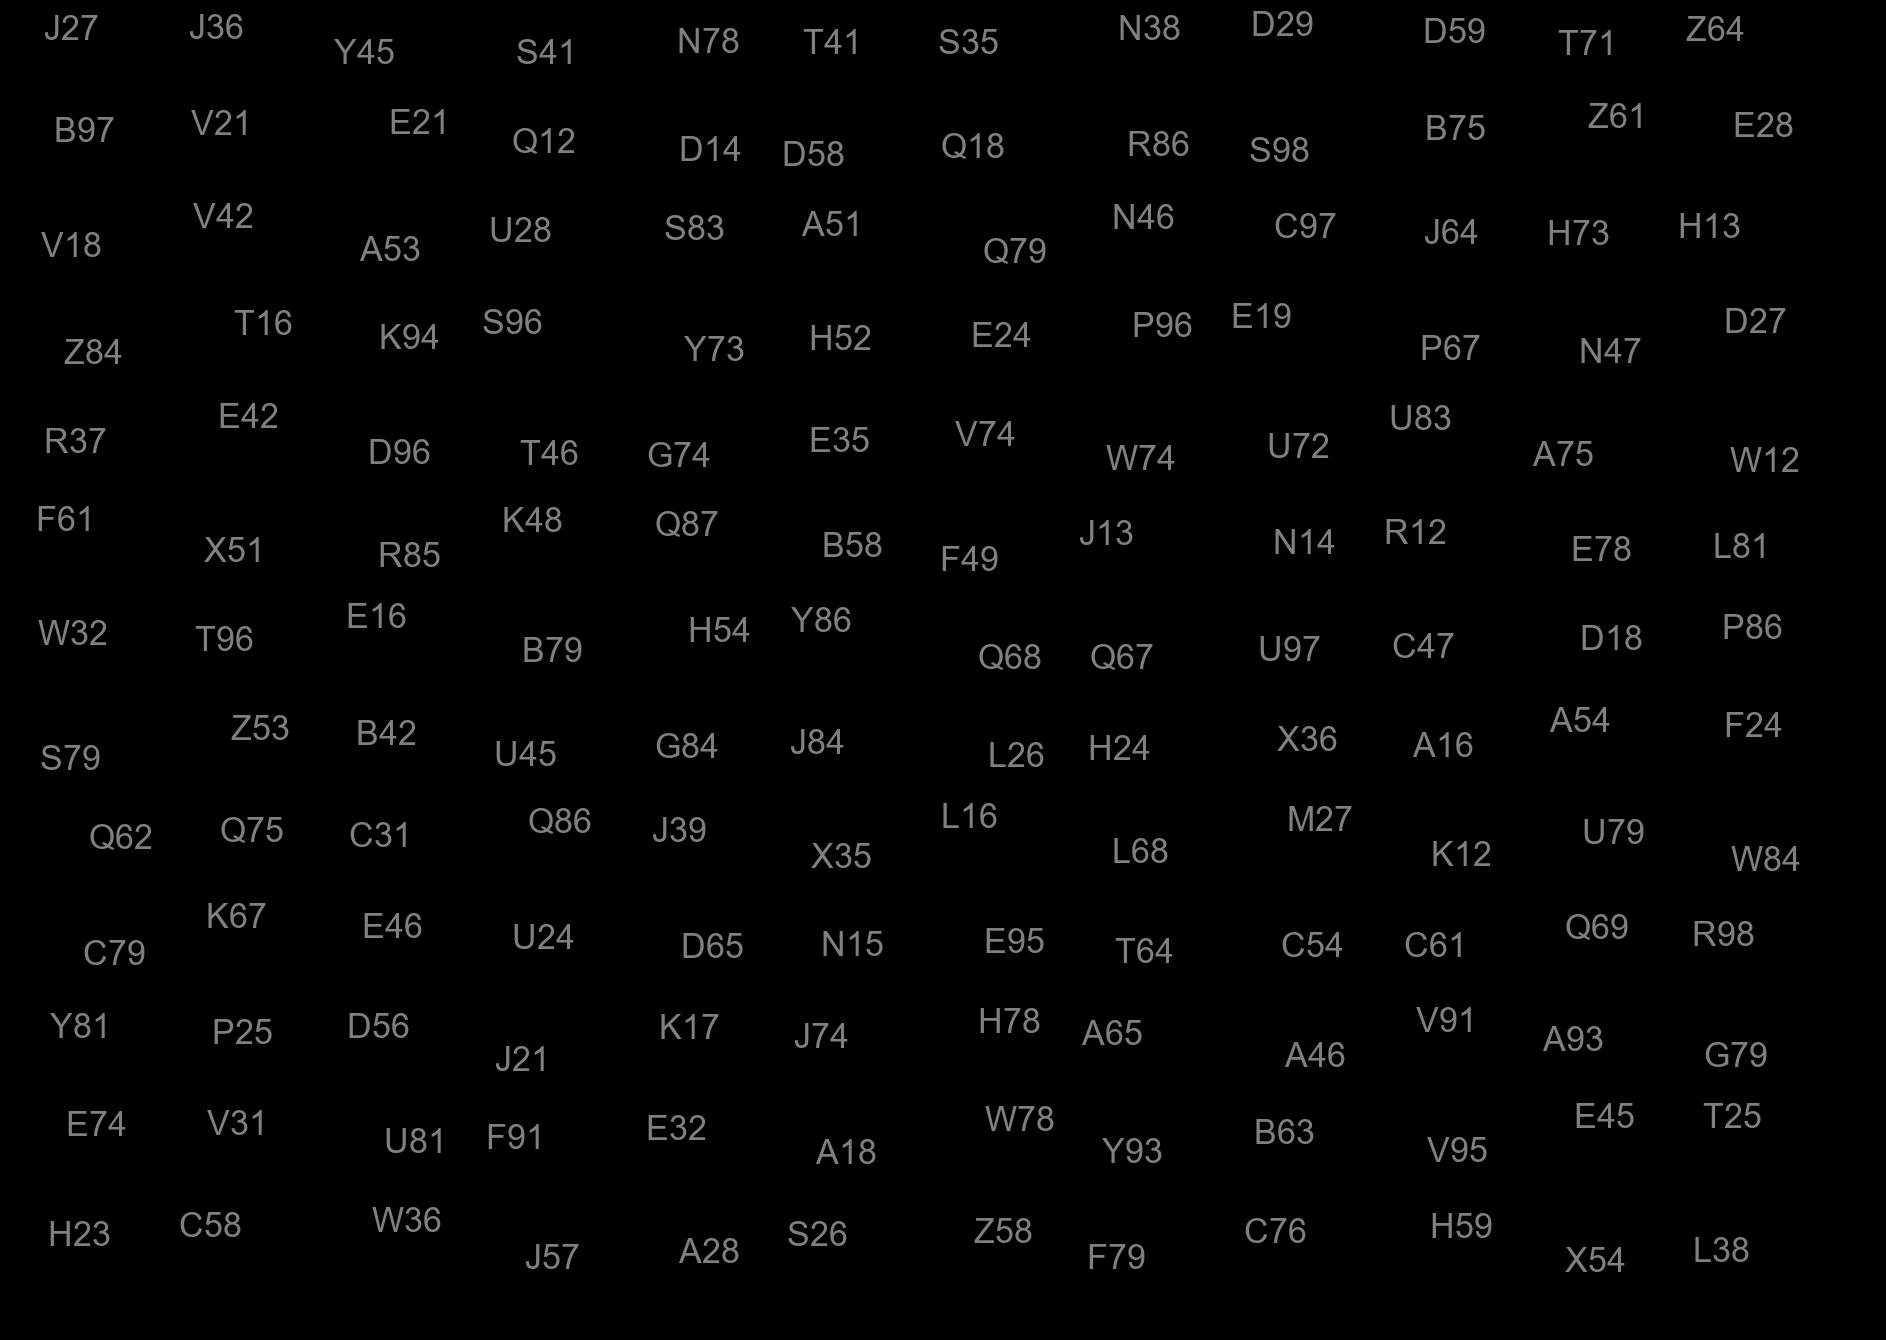 J27 J36 Y45 S41 N78 T41 S35 N38 D29 D59 T71 Z64
B97 V21 E21 Q12 D14 D58 Q18 R86 S98 B75 Z61 E28
V18 V42 A53 U28 S83 A51 Q79 N46 C97 J64 H73 H13
Z84 T16 K94 S96 Y73 H52 E24 P96 E19 P67 N47 D27
R37 E42 D96 T46 G74 E35 V74 W74 U72 U83 A75 W12
F61 X51 R85 K48 Q87 B58 F49 J13 N14 R12 E78 L81
W32 T96 E16 B79 H54 Y86 Q68 Q67 U97 C47 D18 P86
S79 Z53 B42 U45 G84 J84 L26 H24 X36 A16 A54 F24
Q62 Q75 C31 Q86 J39 X35 L16 L68 M27 K12 U79 W84
C79 K67 E46 U24 D65 N15 E95 T64 C54 C61 Q69 R98
Y81 P25 D56 J21 K17 J74 H78 A65 A46 V91 A93 G79
E74 V31 U81 F91 E32 A18 W78 Y93 B63 V95 E45 T25
H23 C58 W36 J57 A28 S26 Z58 F79 C76 H59 X54 L38